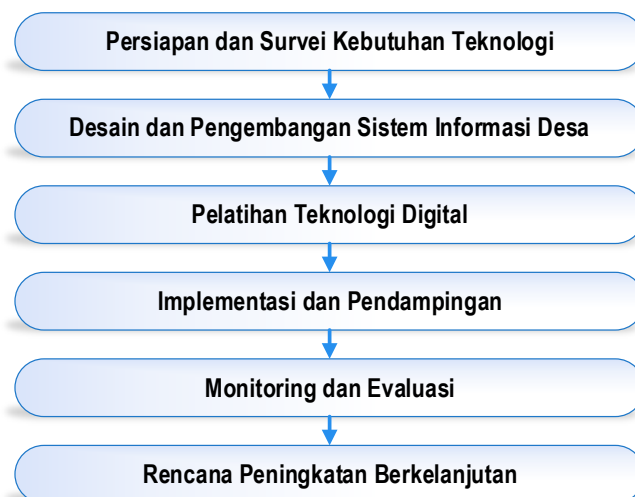 Persiapan dan Survei Kebutuhan Teknologi
Desain dan Pengembangan Sistem Informasi Desa
Pelatihan Teknologi Digital
Implementasi dan Pendampingan
Monitoring dan Evaluasi
Rencana Peningkatan Berkelanjutan